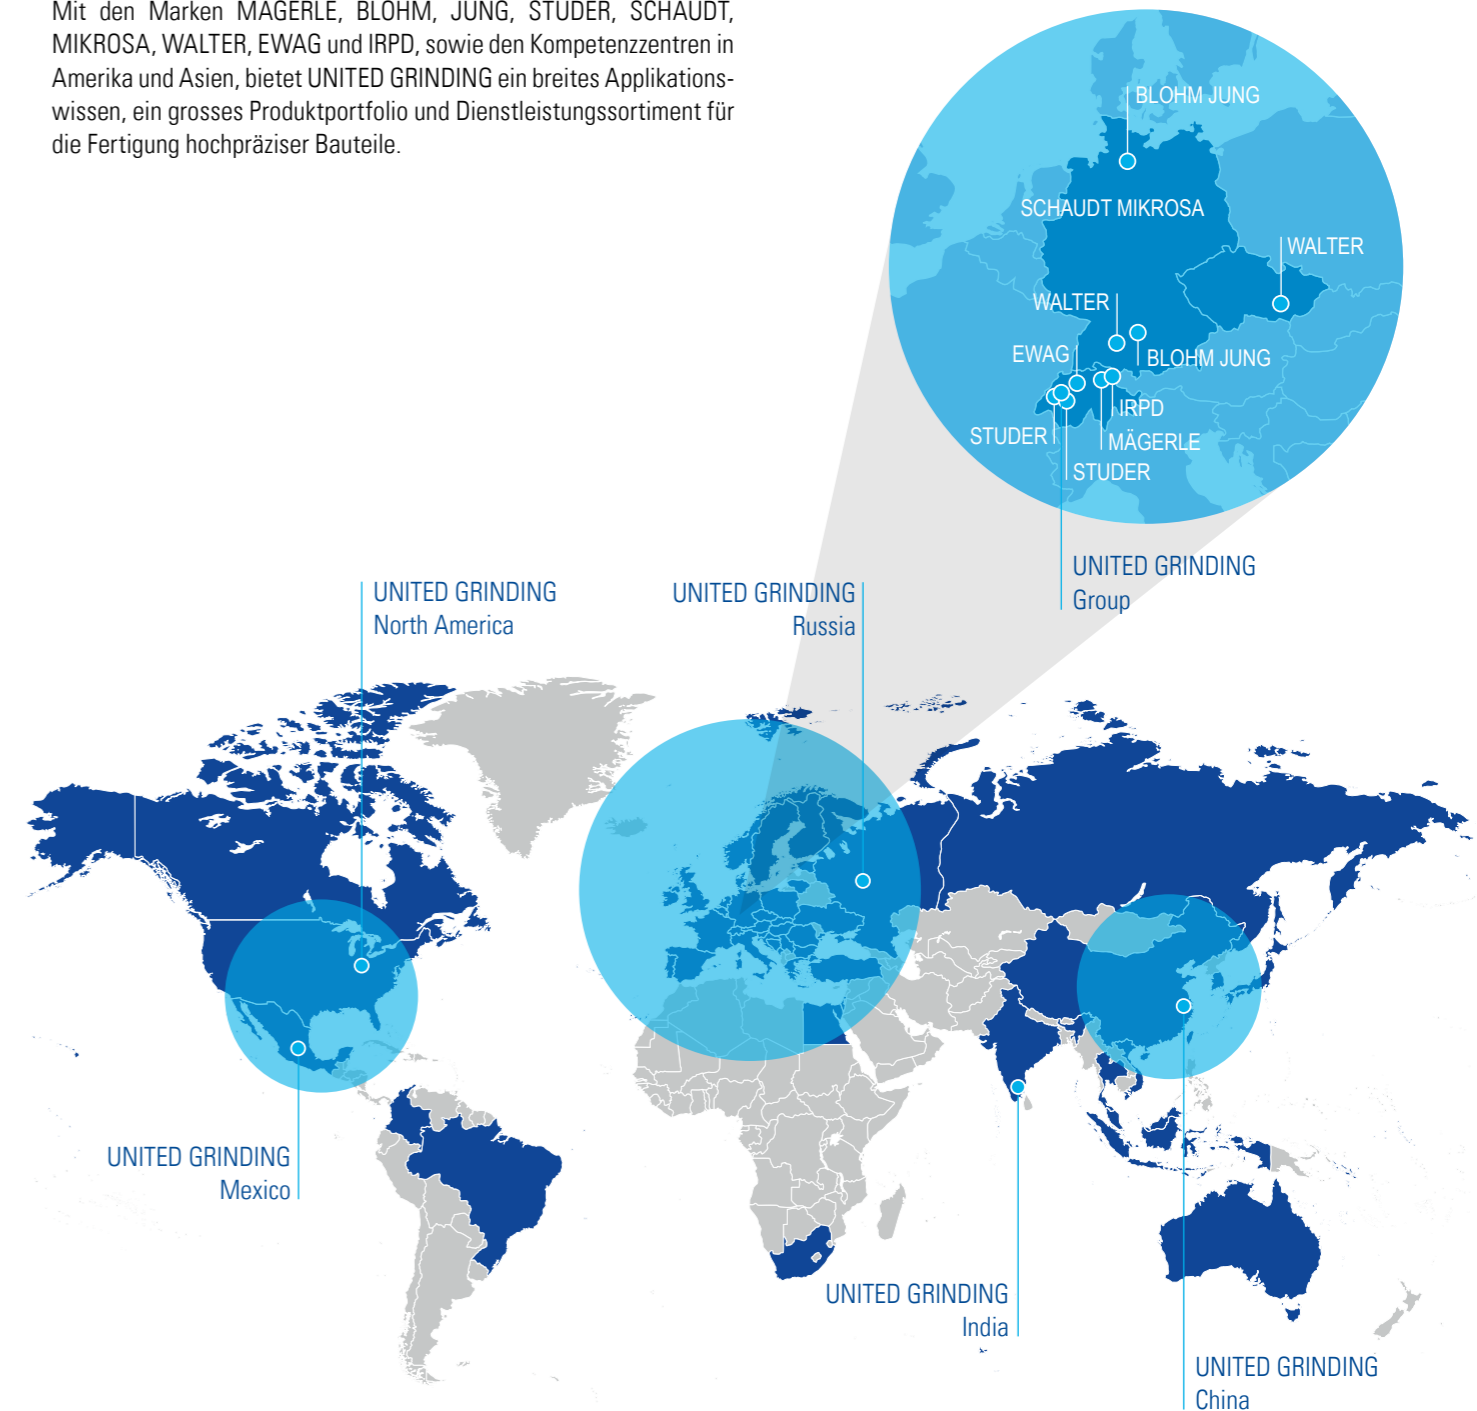 Mit den Marken MÄGERLE, BLOHM, JUNG, STUDER, SCHAUDT,
MIKROSA, WALTER, EWAG und IRPD, sowie den Kompetenzzentren in
Amerika und Asien, bietet UNITED GRINDING ein breites Applikations-
wissen, ein grosses Produktportfolio und Dienstleistungssortiment für
die Fertigung hochpräziser Bauteile.
BLOHM JUNG
SCHAUDT MIKROSA
WALTER
WALTER
EWAG
BLOHM JUNG
IRPD
STUDER
MÄGERLE
STUDER
UNITED GRINDING
Group
UNITED GRINDING
North America
UNITED GRINDING
Russia
UNITED GRINDING
Mexico
UNITED GRINDING
India
UNITED GRINDING
China